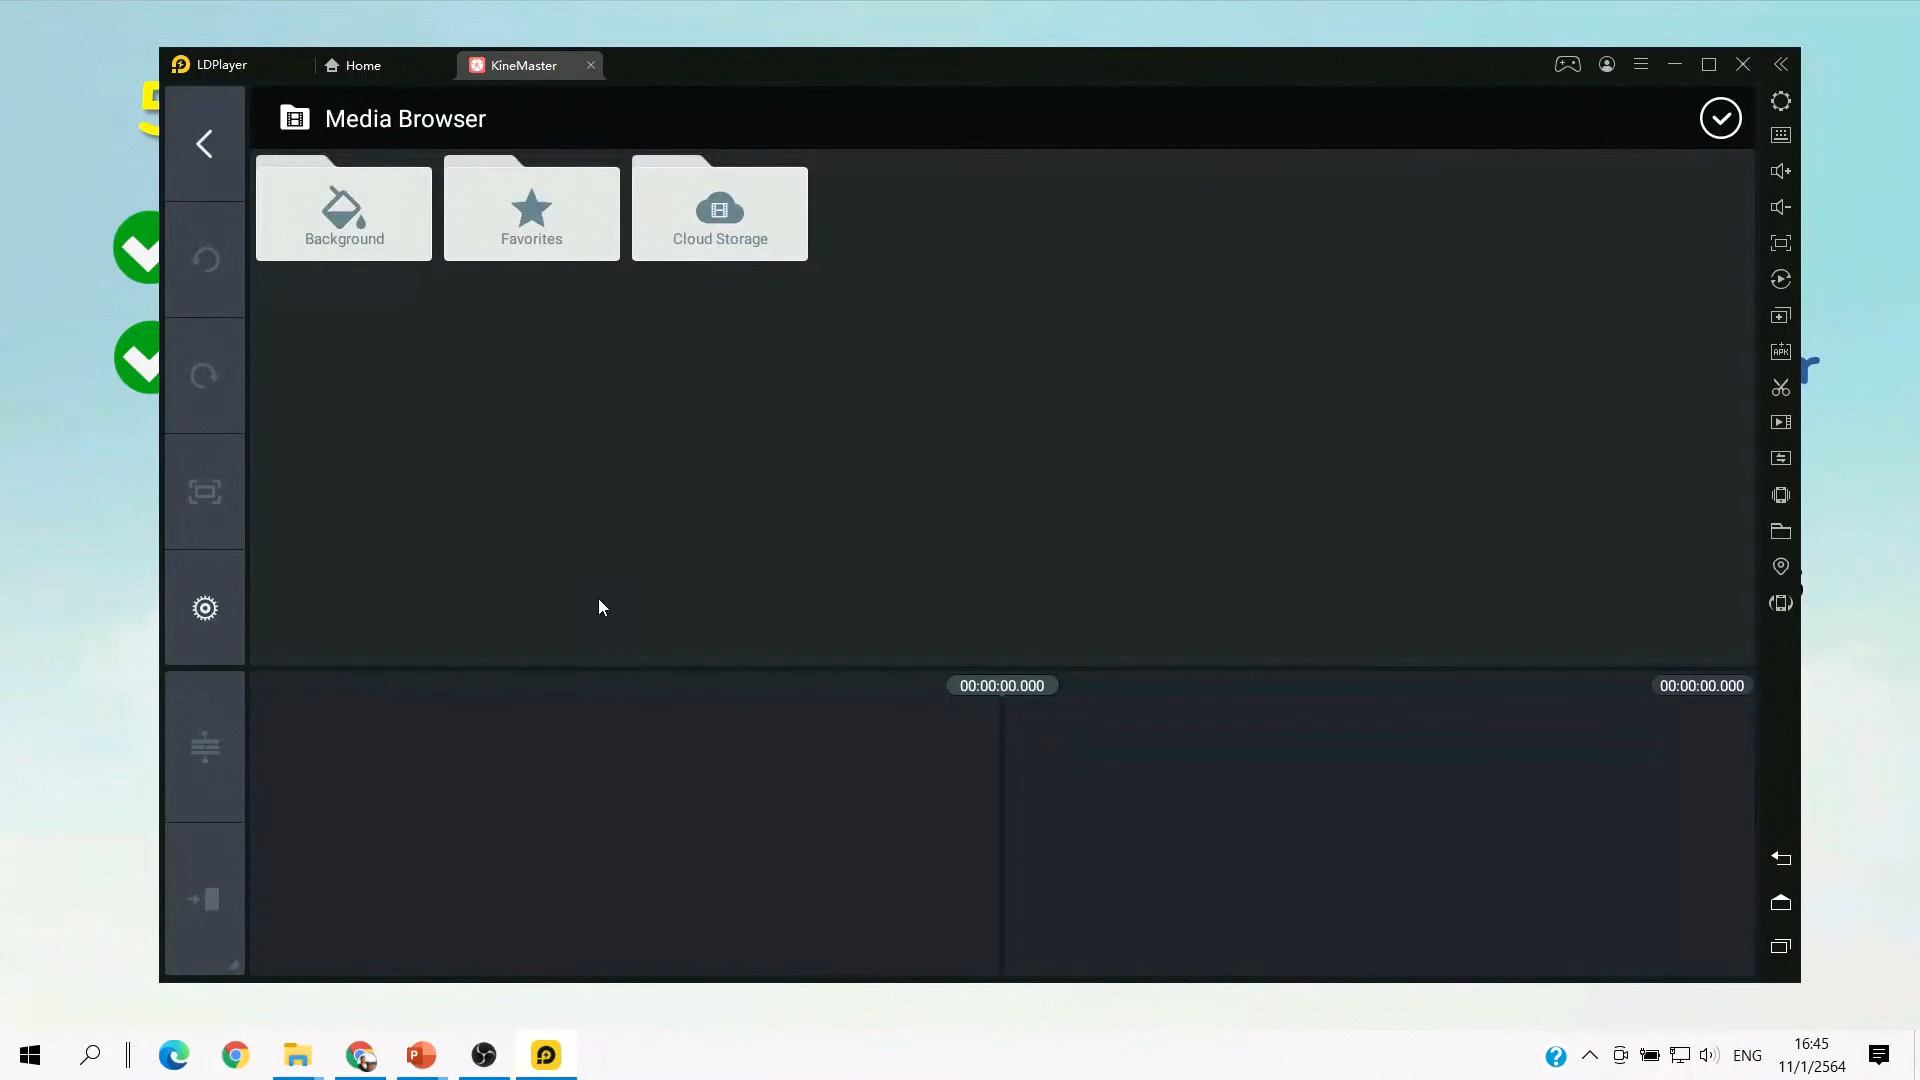 LDPlayer
Home
KineMaster
Media Browser
Background
Favorites
Cloud Storage
APK
r
00:00:00.000
00:00:00.000
ENG
16:45
11/1/2564